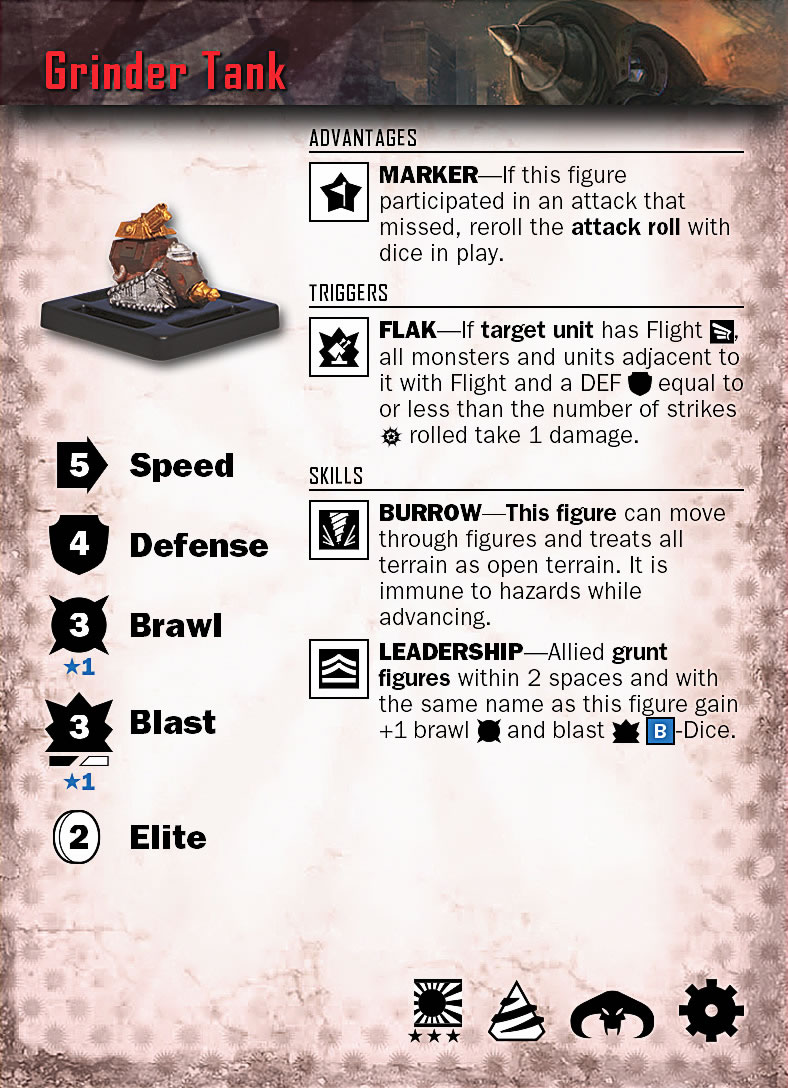 Grinder Tank
ADVANTAGES
MARKER—If this figure
participated in an attack that
missed, reroll the attack roll with
dice in play.
TRIGGERS
FLAK—If target unit has Flight ,
all monsters and units adjacent to
it with Flight and a DEF equal to
or less than the number of strikes
rolled take 1 damage.
SKILLS
BURROW—This figure can move
through figures and treats all
terrain as open terrain. It is
immune to hazards while
advancing.
LEADERSHIP—Allied grunt
figures within 2 spaces and with
the same name as this figure gain
+1 brawl and blast B-Dice.
5 Speed
4 Defense
3 Brawl
★1
3 Blast
★1
2 Elite
★★★